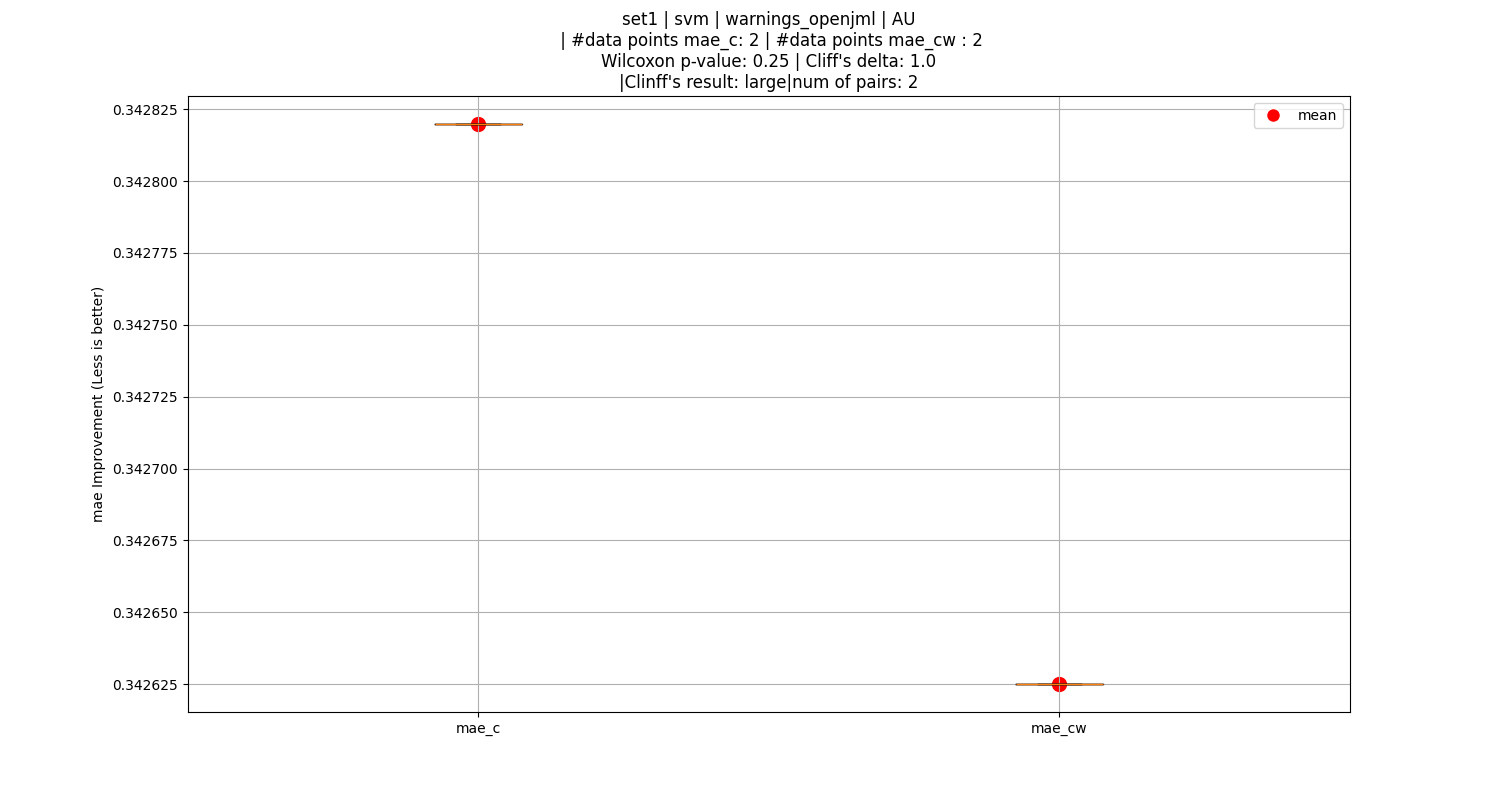 set1 | svm | warnings_openjml | AU
| #data points mae_c: 2 | #data points mae_cw : 2
Wilcoxon p-value: 0.25 | Cliff's delta: 1.0
|Clinff's result: large|num of pairs: 2
mean
mae Improvement (Less is better)
0.342825
0.342800
0.342775
0.342750
0.342725
0.342700
0.342675
0.342650
0.342625
mae_c
mae_cw